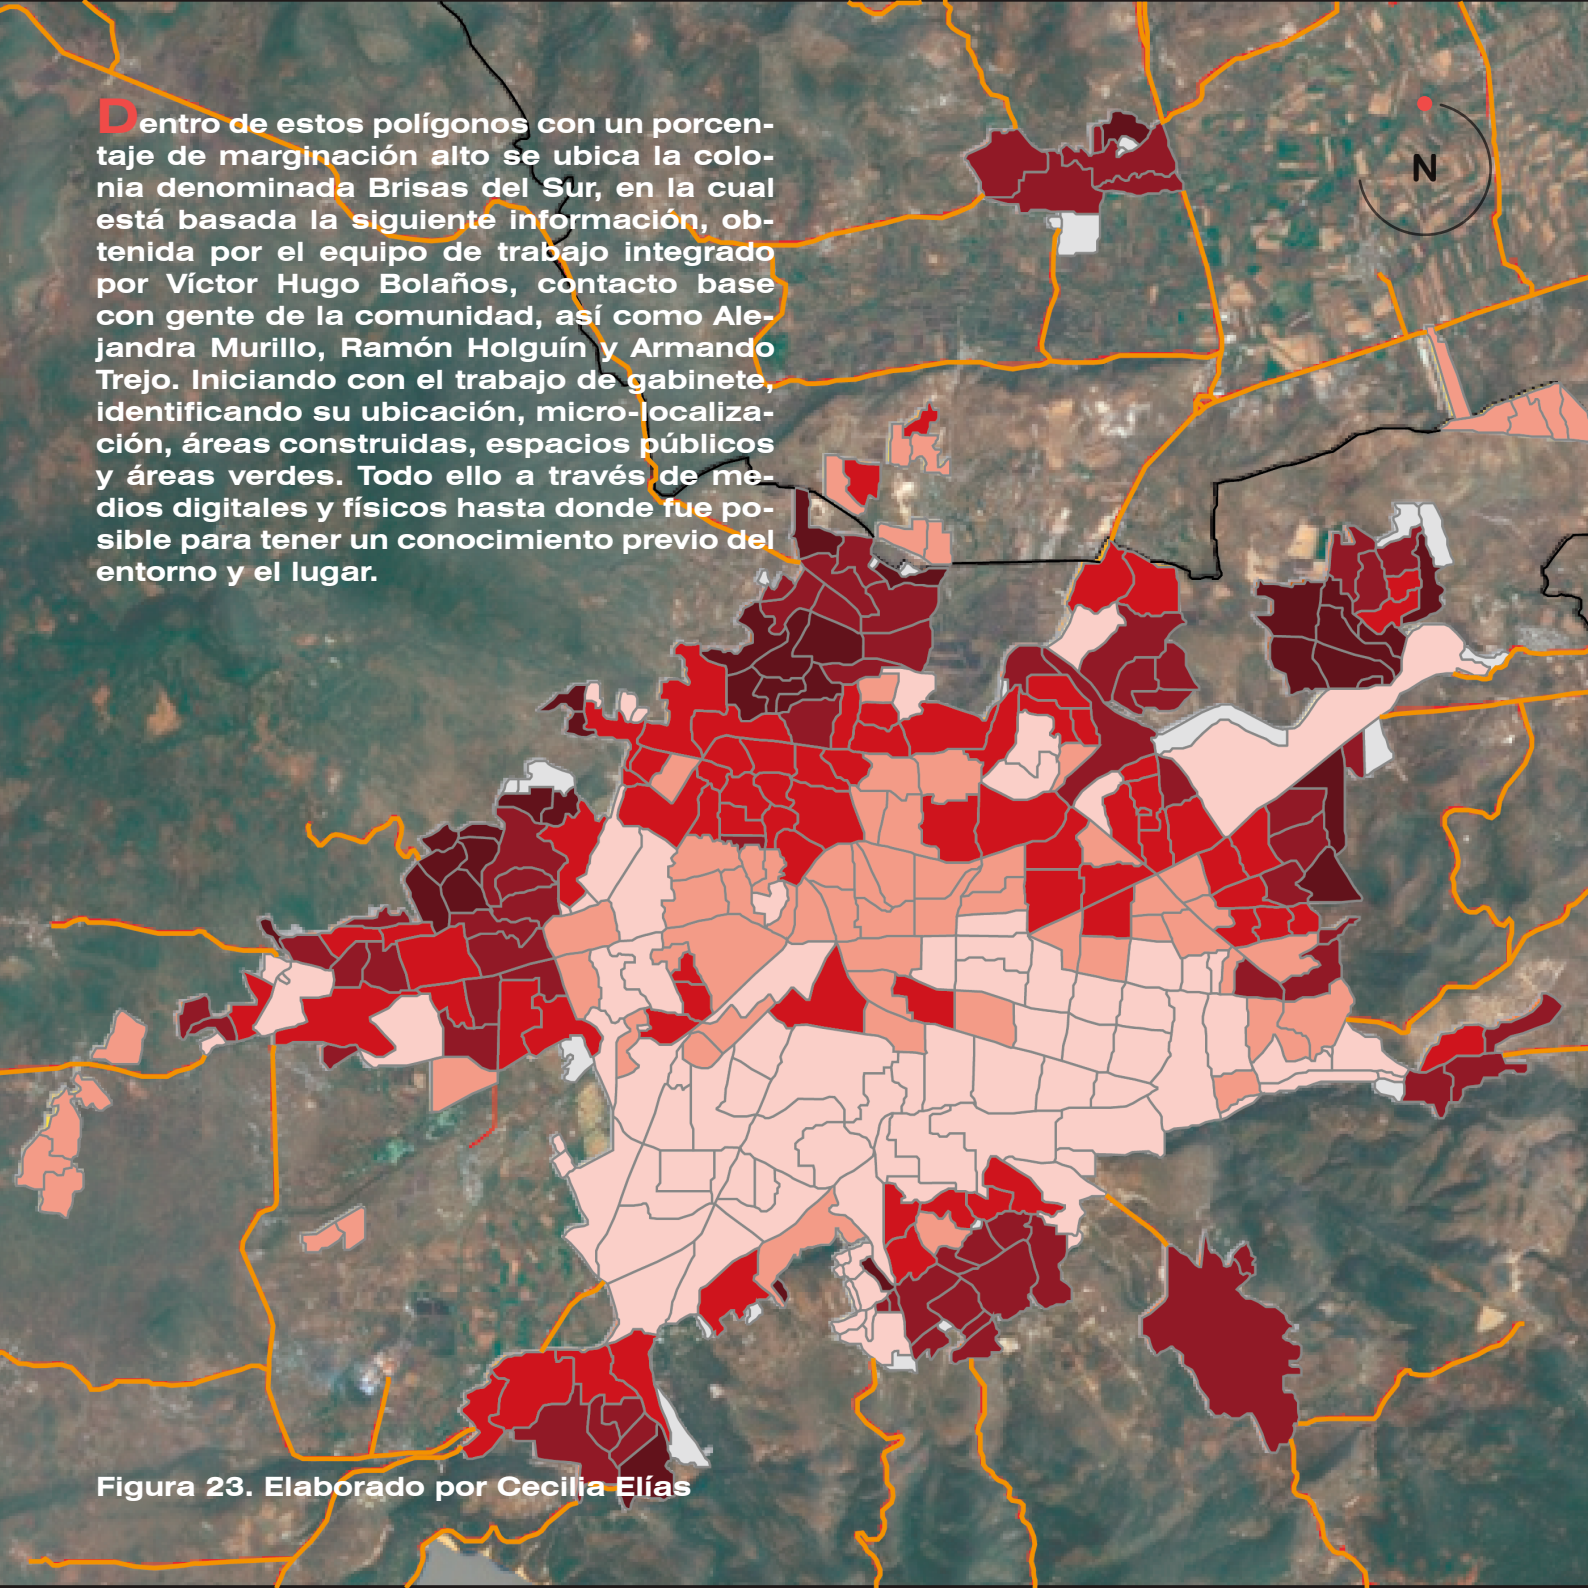 Dentro de estos polígonos con un porcen-
taje de marginación alto se ubica la colo-
nia denominada Brisas del Sur, en la cual
está basada la siguiente información, ob-
tenida por el equipo de trabajo integrado
por Víctor Hugo Bolaños, contacto base
con gente de la comunidad, así como Ale-
jandra Murillo, Ramón Holguín y Armando
Trejo. Iniciando con el trabajo de gabinete,
identificando su ubicación, micro-localiza-
ción, áreas construidas, espacios públicos
y áreas verdes. Todo ello a través de me-
dios digitales y físicos hasta donde fue po-
sible para tener un conocimiento previo del
entorno y el lugar.
N
Figura 23. Elaborado por Cecilia Elías